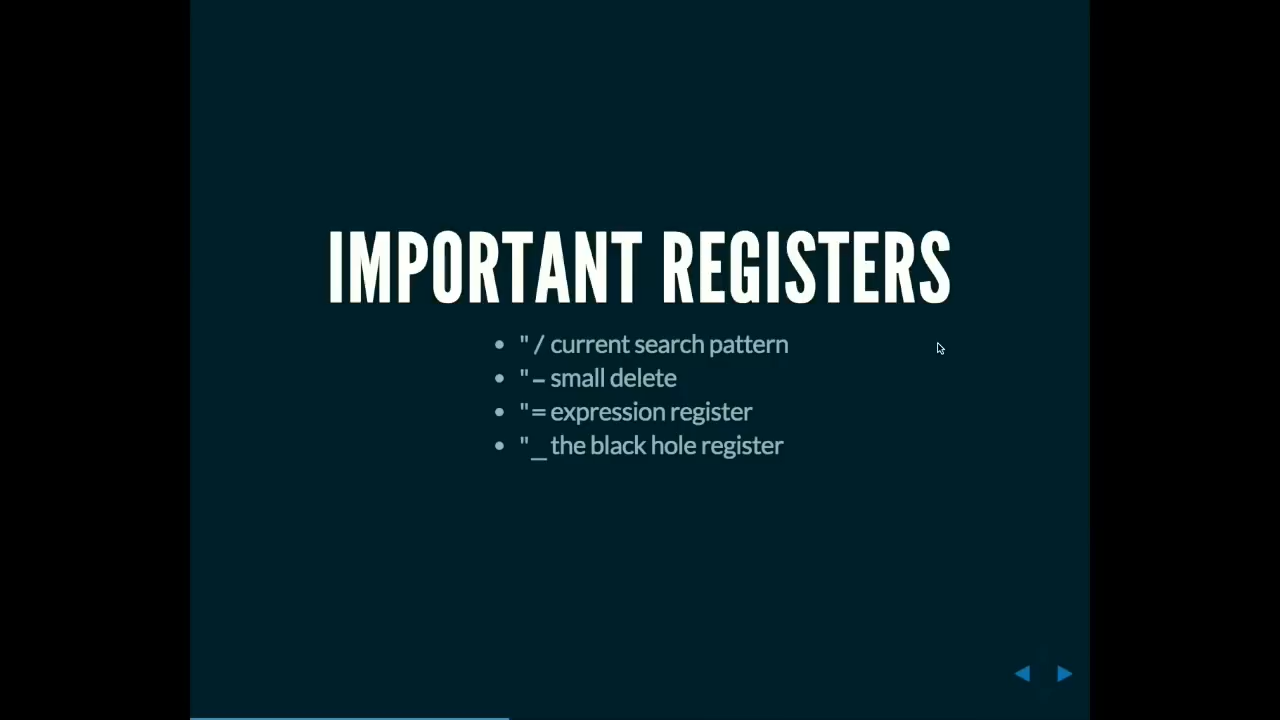 IMPORTANT REGISTERS
• "/ current search pattern
• "- small delete
• "= expression register
• "_ the black hole register